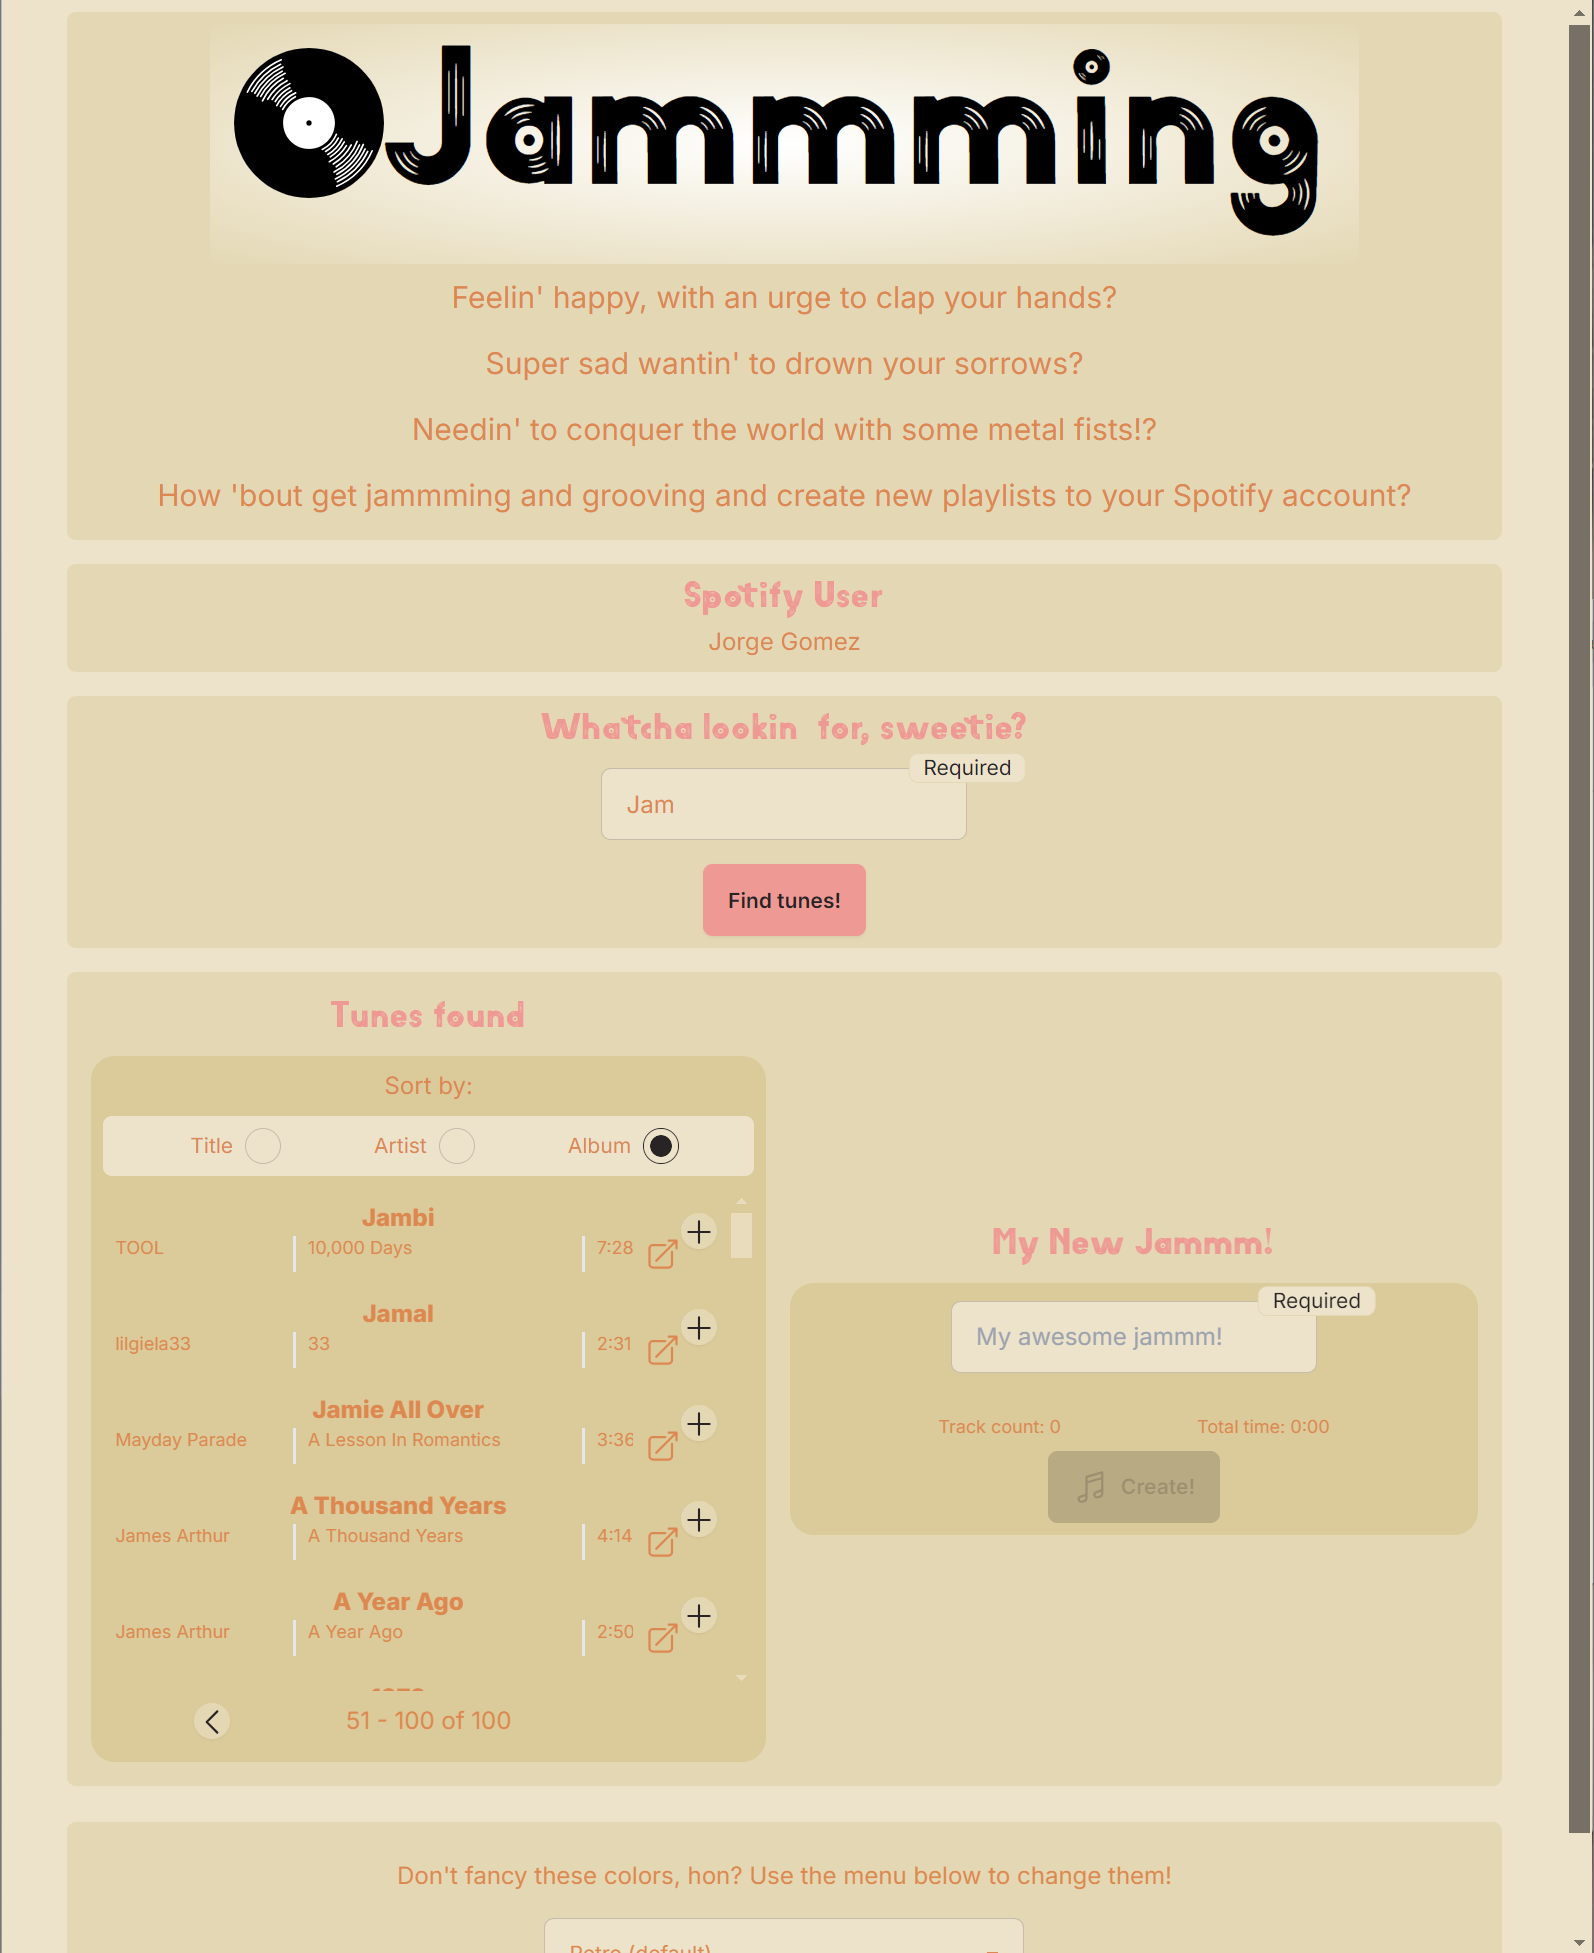 Jammming
Feelin' happy, with an urge to clap your hands?
Super sad wantin' to drown your sorrows?
Needin' to conquer the world with some metal fists!?
How 'bout get jammming and grooving and create new playlists to your Spotify account?
Spotify User
Jorge Gomez
Whatcha lookin for, sweetie?
Required
Jam
Find tunes!
Tunes found
Sort by:
Title Artist Album
Jambi
TOOL 10,000 Days 7:28
Jamal
lilgiela33 33 2:31
Jamie All Over
Mayday Parade A Lesson In Romantics 3:36
A Thousand Years
James Arthur A Thousand Years 4:14
A Year Ago
James Arthur A Year Ago 2:50
51 - 100 of 100
My New Jammm!
Required
My awesome jammm!
Track count: 0 Total time: 0:00
Create!
Don't fancy these colors, hon? Use the menu below to change them!
Retro (default)